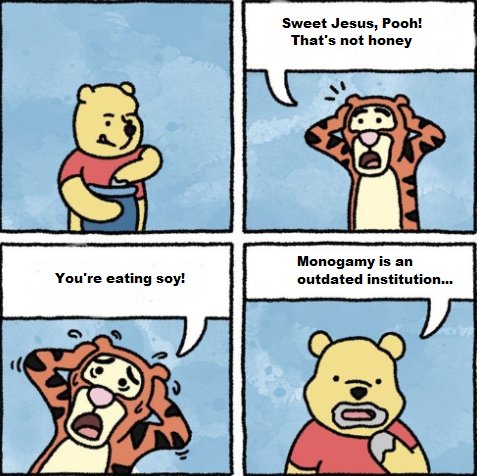 Sweet Jesus, Pooh!
That's not honey
You're eating soy!
Monogamy is an
outdated institution...